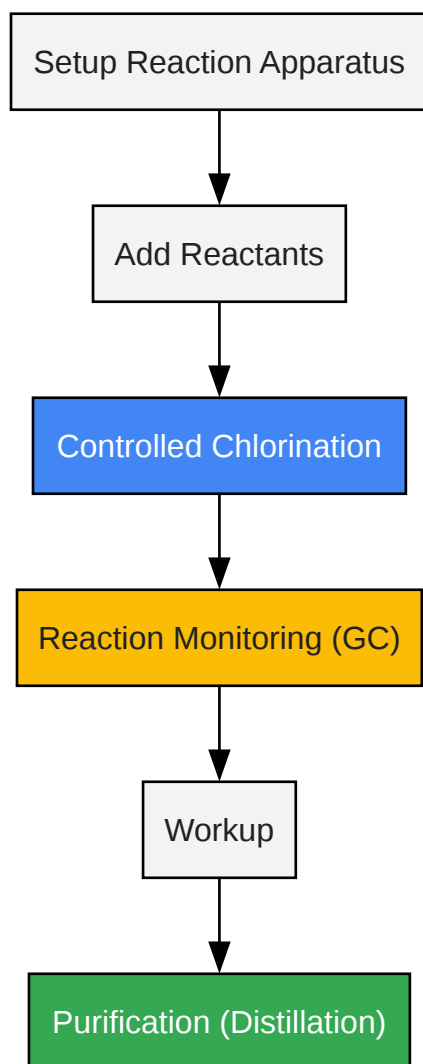 Setup Reaction Apparatus
Add Reactants
Controlled Chlorination
Reaction Monitoring (GC)
Workup
Purification (Distillation)